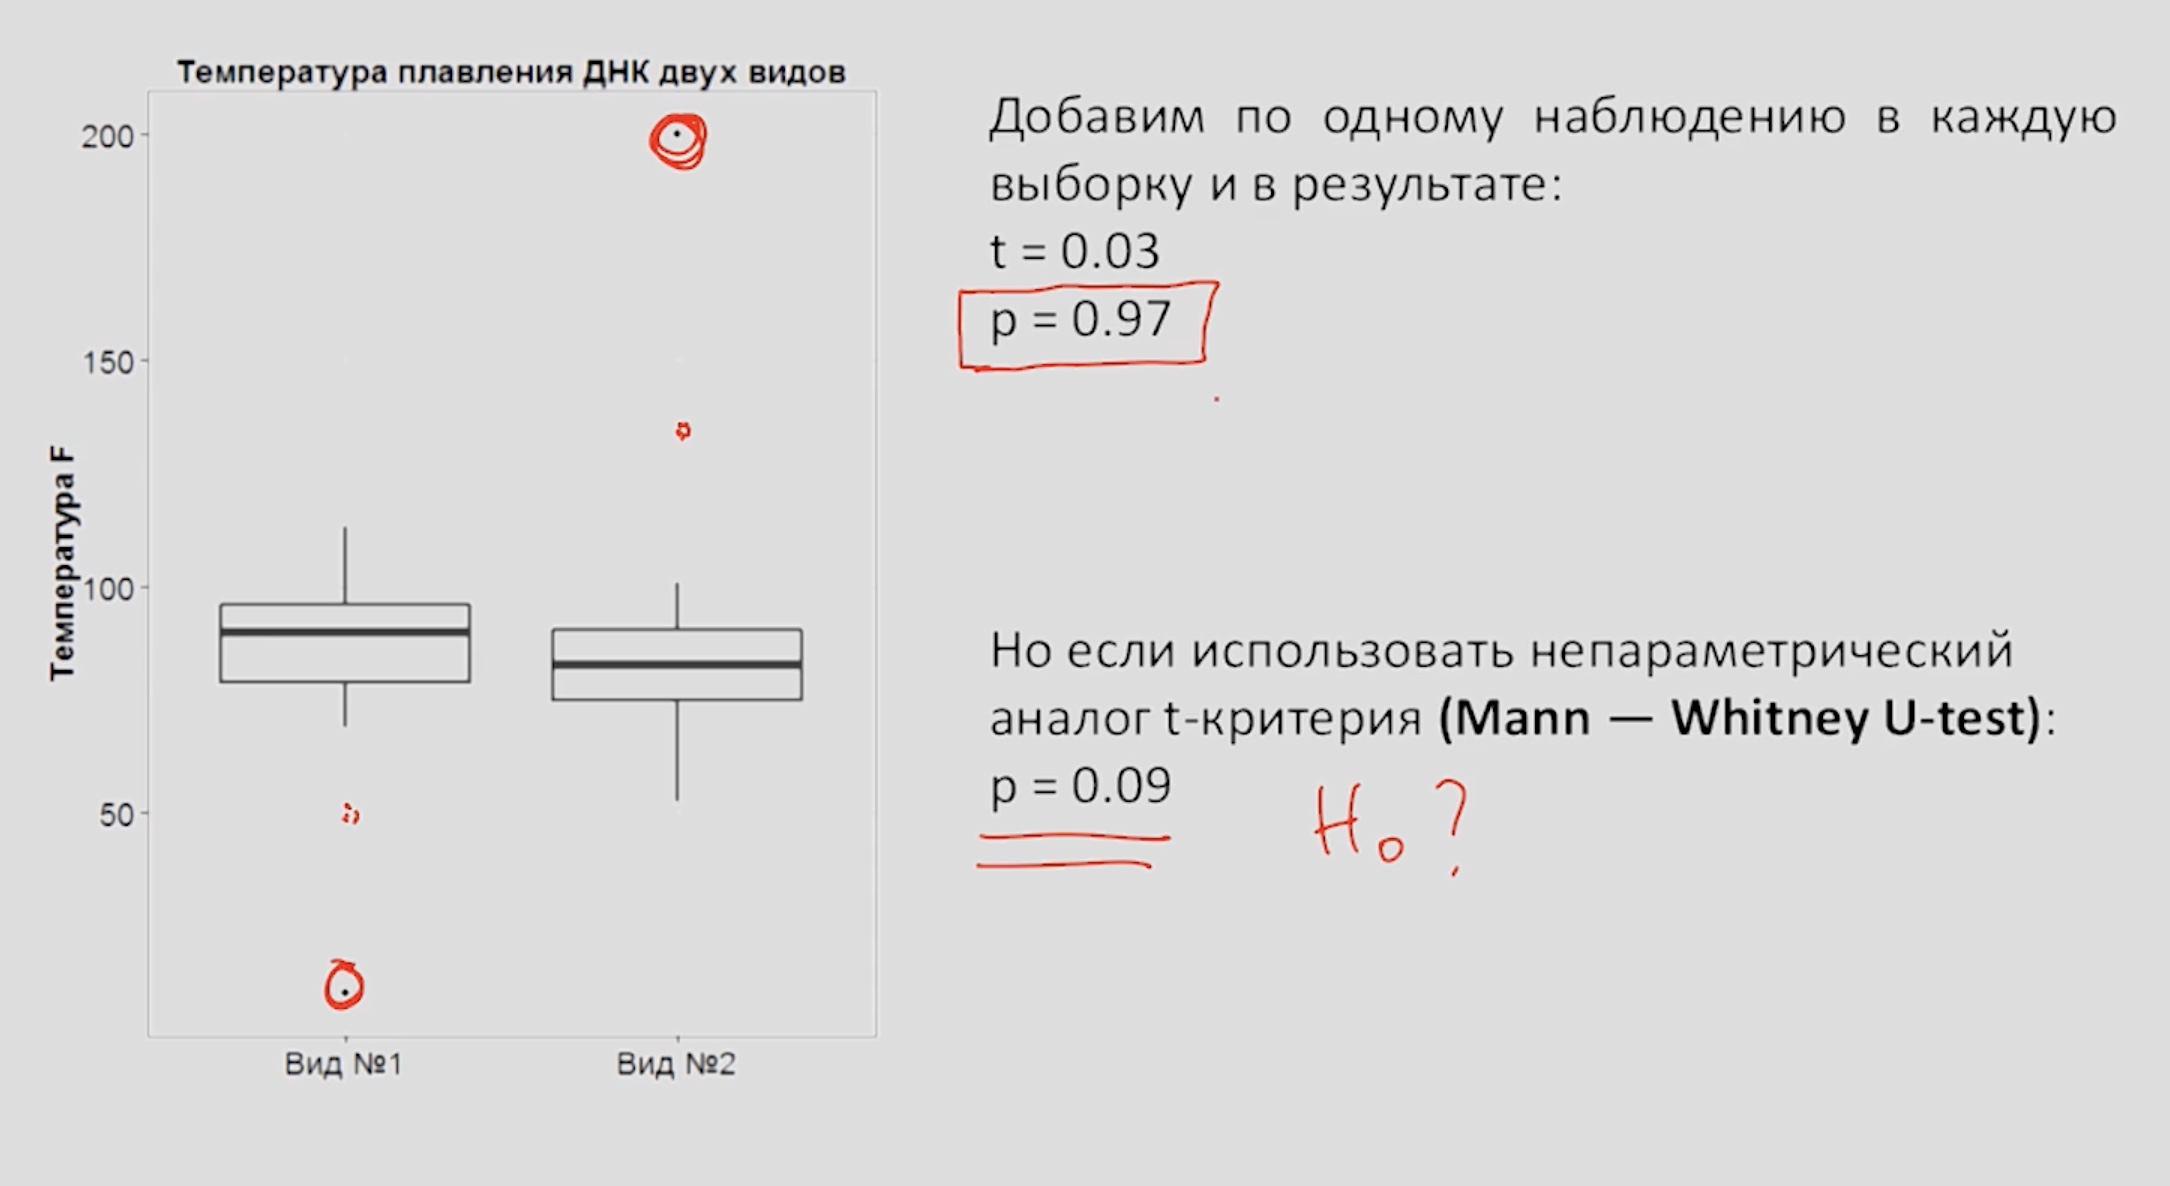 Температура плавления ДНК двух видов
200
150
100
50
Температура F
Вид №1
Вид №2
Добавим по одному наблюдению в каждую
выборку и в результате:
t = 0.03
p = 0.97
Но если использовать непараметрический
аналог t-критерия (Mann — Whitney U-test):
p = 0.09
H₀ ?